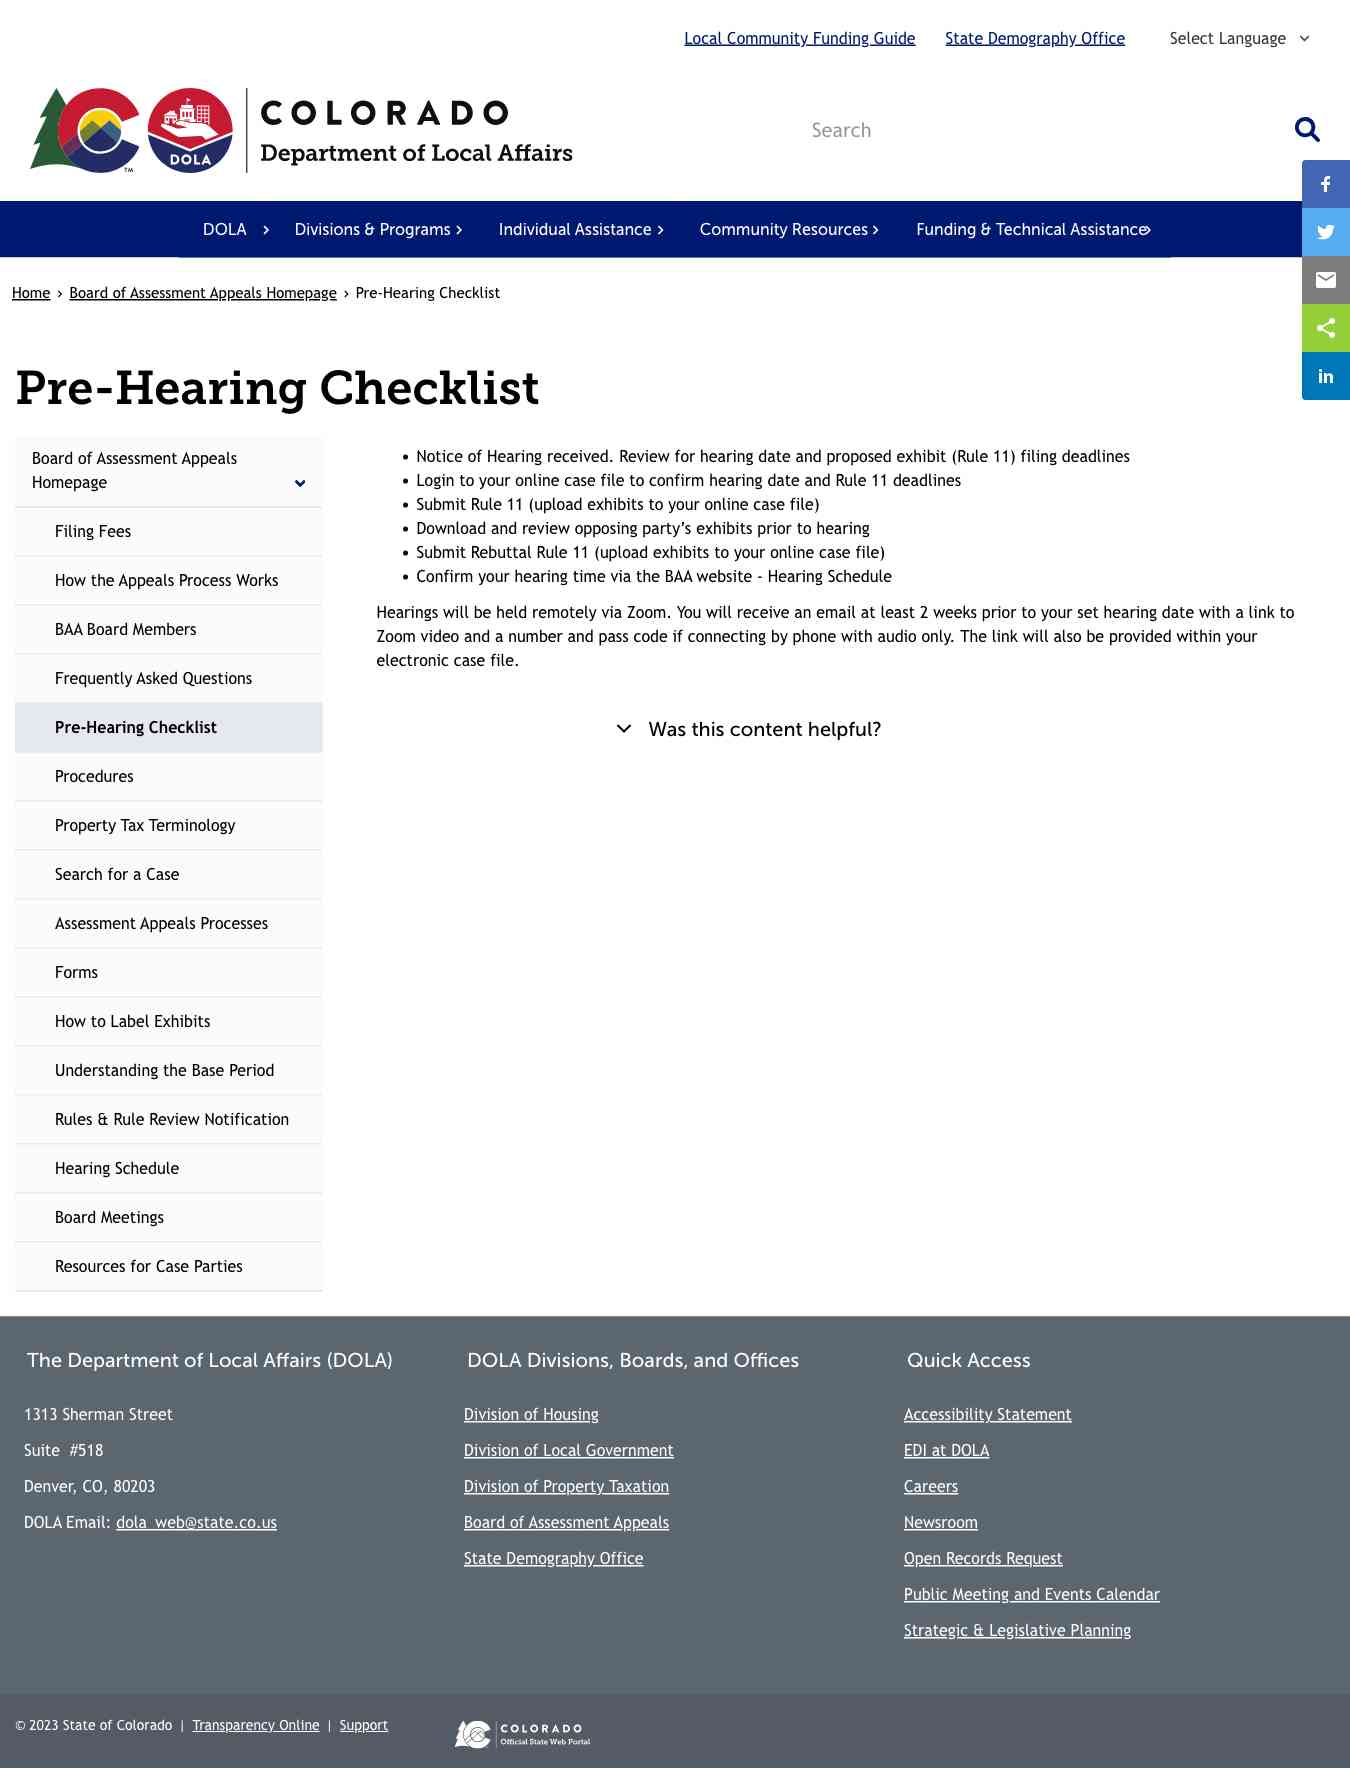 Local Community Funding Guide State Demography Office Select Language
COLORADO
Department of Local Affairs
DOLA
TM
Search
DOLA Divisions & Programs Individual Assistance Community Resources Funding & Technical Assistance
Home › Board of Assessment Appeals Homepage › Pre-Hearing Checklist
Pre-Hearing Checklist
Board of Assessment Appeals
Homepage
Filing Fees
How the Appeals Process Works
BAA Board Members
Frequently Asked Questions
Pre-Hearing Checklist
Procedures
Property Tax Terminology
Search for a Case
Assessment Appeals Processes
Forms
How to Label Exhibits
Understanding the Base Period
Rules & Rule Review Notification
Hearing Schedule
Board Meetings
Resources for Case Parties
• Notice of Hearing received. Review for hearing date and proposed exhibit (Rule 11) filing deadlines
• Login to your online case file to confirm hearing date and Rule 11 deadlines
• Submit Rule 11 (upload exhibits to your online case file)
• Download and review opposing party’s exhibits prior to hearing
• Submit Rebuttal Rule 11 (upload exhibits to your online case file)
• Confirm your hearing time via the BAA website - Hearing Schedule
Hearings will be held remotely via Zoom. You will receive an email at least 2 weeks prior to your set hearing date with a link to
Zoom video and a number and pass code if connecting by phone with audio only. The link will also be provided within your
electronic case file.
Was this content helpful?
The Department of Local Affairs (DOLA)
1313 Sherman Street
Suite #518
Denver, CO, 80203
DOLA Email: dola_web@state.co.us
DOLA Divisions, Boards, and Offices
Division of Housing
Division of Local Government
Division of Property Taxation
Board of Assessment Appeals
State Demography Office
Quick Access
Accessibility Statement
EDI at DOLA
Careers
Newsroom
Open Records Request
Public Meeting and Events Calendar
Strategic & Legislative Planning
© 2023 State of Colorado | Transparency Online | Support
COLORADO
Official State Web Portal